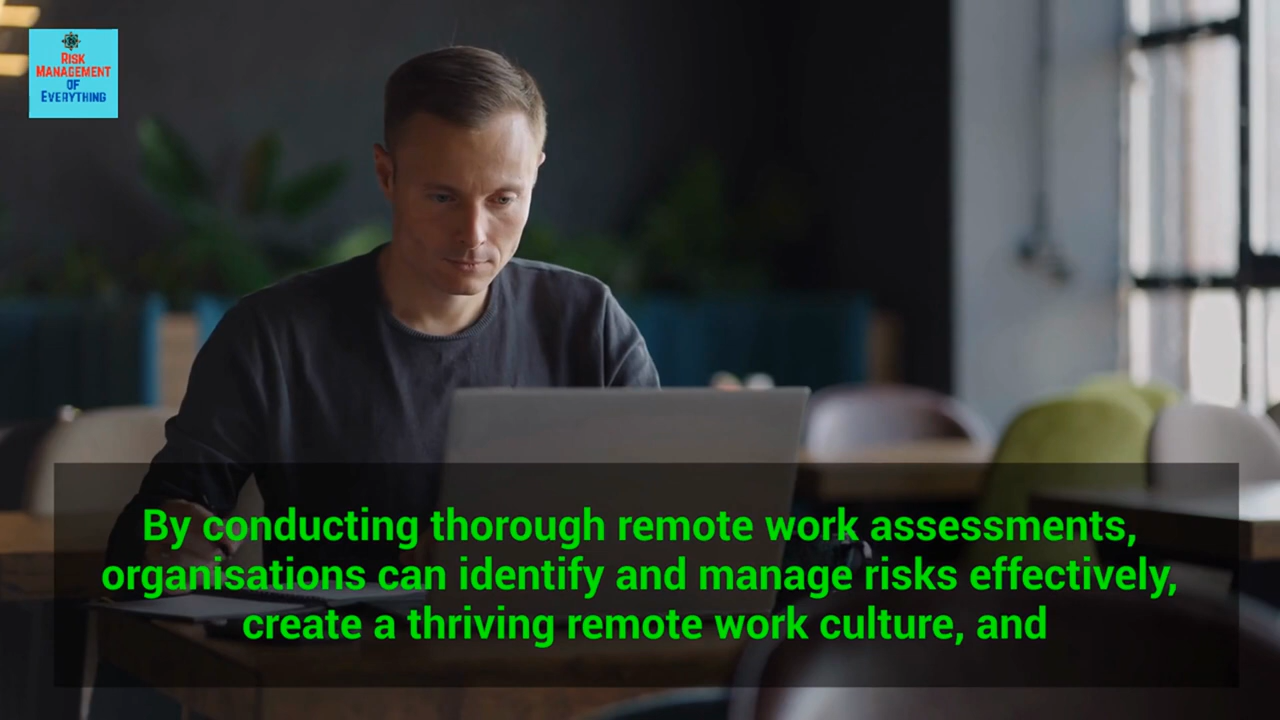 RISK
MANAGEMENT
OF
EVERYTHING
By conducting thorough remote work assessments,
organisations can identify and manage risks effectively,
create a thriving remote work culture, and